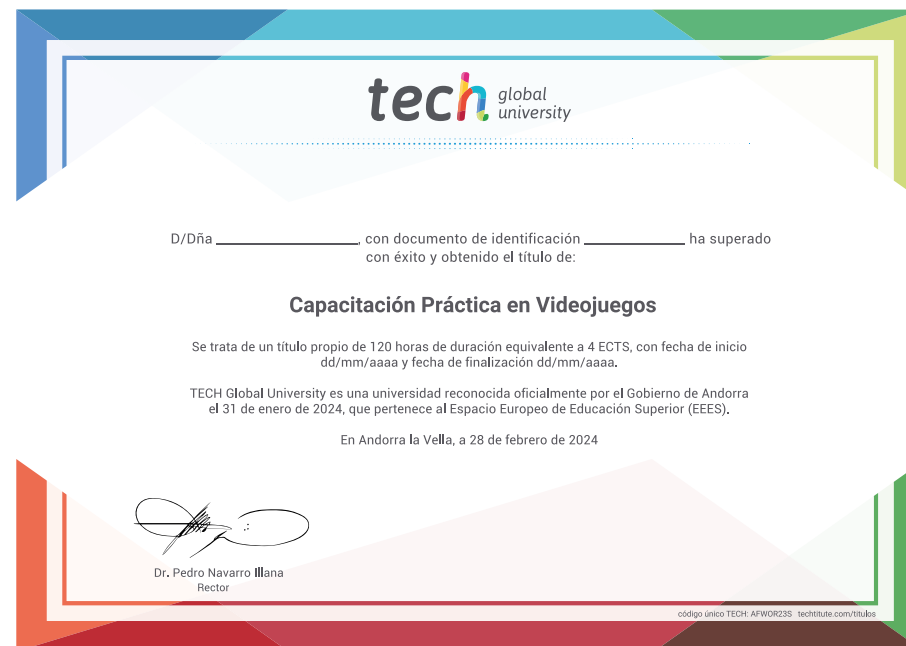 tech global university
D/Dña ____________________, con documento de identificación ______________ ha superado
con éxito y obtenido el título de:
Capacitación Práctica en Videojuegos
Se trata de un título propio de 120 horas de duración equivalente a 4 ECTS, con fecha de inicio
dd/mm/aaaa y fecha de finalización dd/mm/aaaa.
TECH Global University es una universidad reconocida oficialmente por el Gobierno de Andorra
el 31 de enero de 2024, que pertenece al Espacio Europeo de Educación Superior (EEES).
En Andorra la Vella, a 28 de febrero de 2024
Dr. Pedro Navarro Illana
Rector
código único TECH: AFWOR23S techtitute.com/titulos